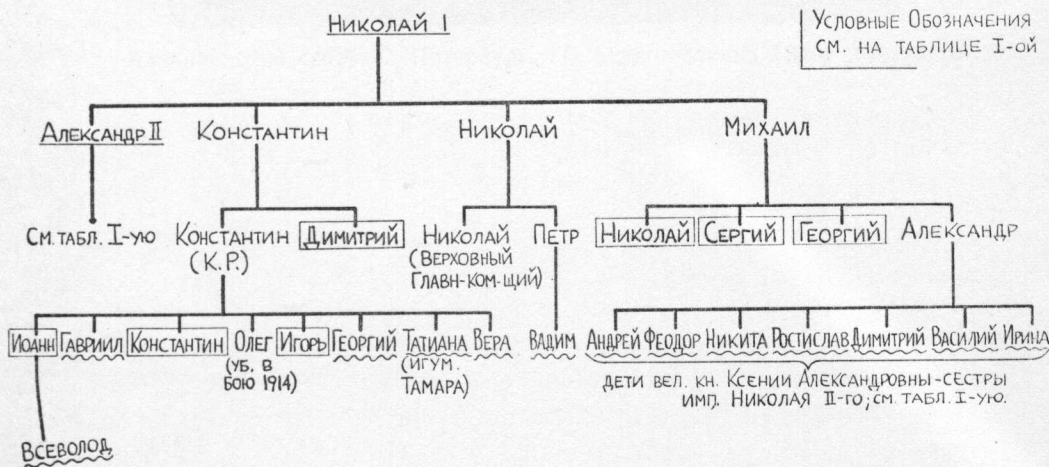 Николай I
Условные Обозначения
см. на таблице I-ой
Александр II Константин Николай Михаил
См. табл. I-ую Константин Димитрий Николай Петр Николай Сергий Георгий Александр
(К.Р.) (Верховный
Главн-ком-щий)
Иоанн Гавриил Константин Олег Игорь Георгий Татиана Вера Вадим Андрей Феодор Никита Ростислав Димитрий Василий Ирина
(уб. в (игум.
бою 1914) Тамара)
дети вел. кн. Ксении Александровны-сестры
имп. Николая II-го; см. табл. I-ую.
Всеволод